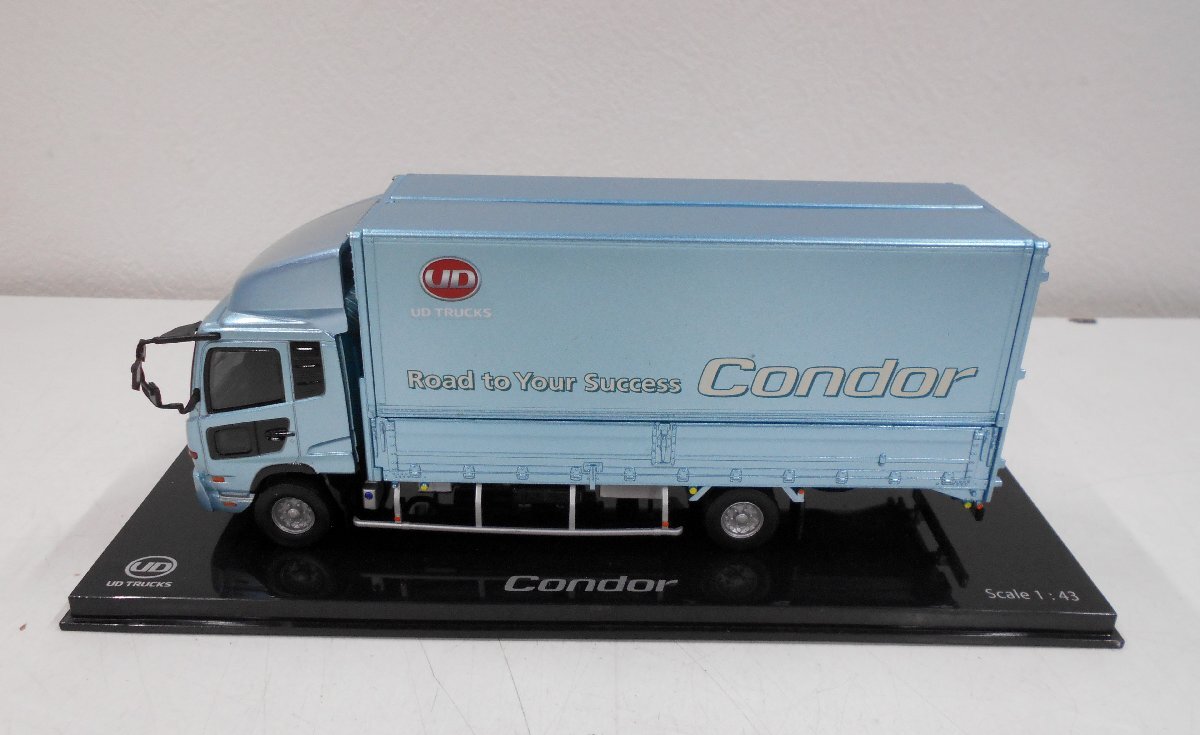 UD
UD TRUCKS
Road to Your Success Condor
UD
UD TRUCKS
Condor
Scale 1 : 43